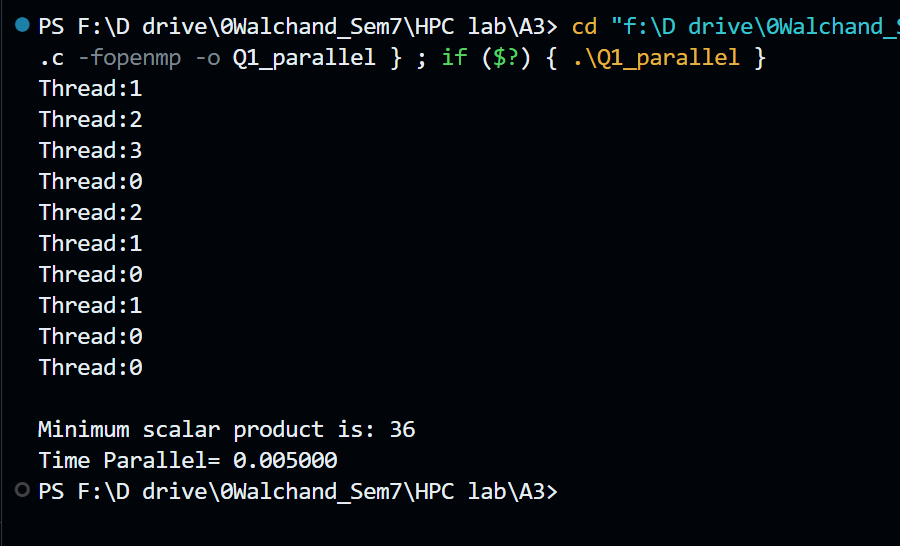 PS F:\D drive\0Walchand_Sem7\HPC lab\A3> cd "f:\D drive\0Walchand_
.c -fopenmp -o Q1_parallel } ; if ($?) { .\Q1_parallel }
Thread:1
Thread:2
Thread:3
Thread:0
Thread:2
Thread:1
Thread:0
Thread:1
Thread:0
Thread:0
Minimum scalar product is: 36
Time Parallel= 0.005000
PS F:\D drive\0Walchand_Sem7\HPC lab\A3>